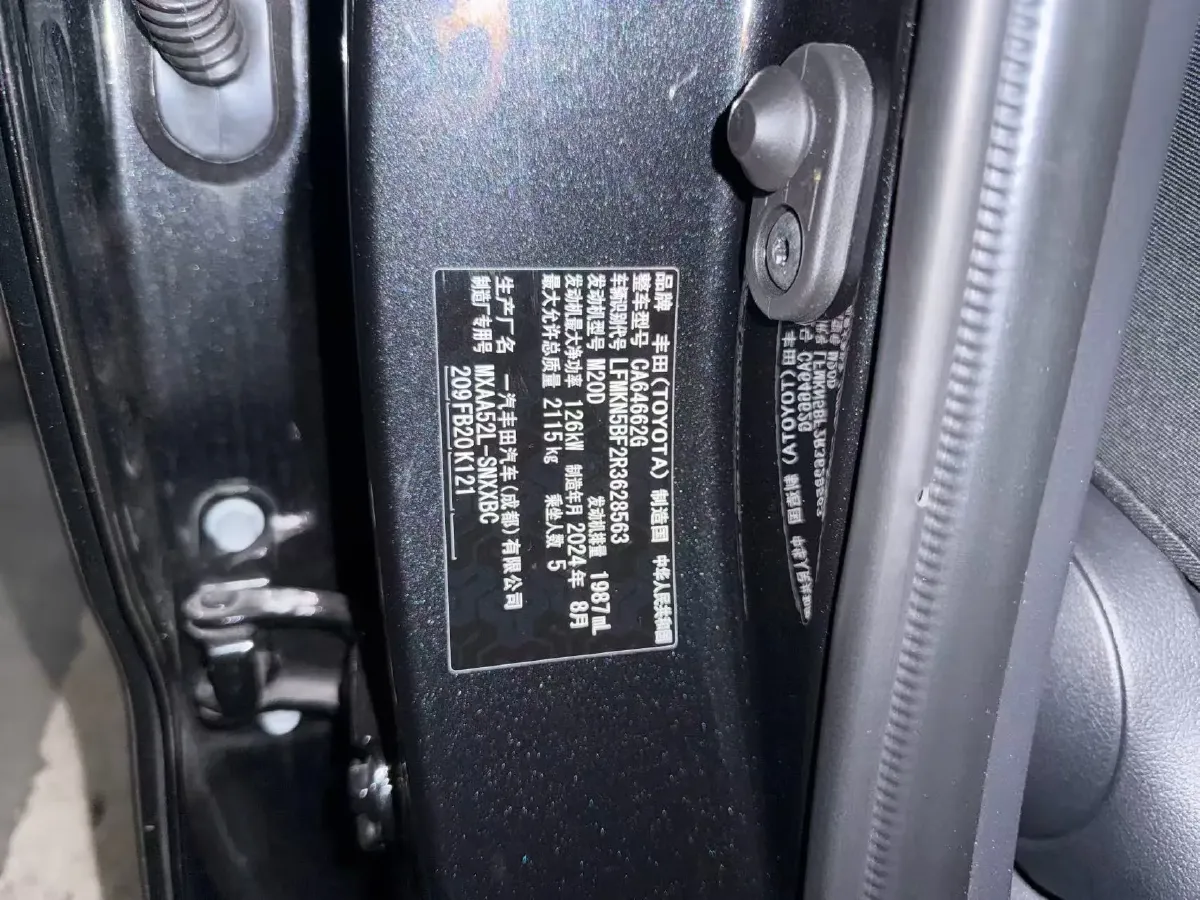 品牌 丰田(TOYOTA) 制造国 中华人民共和国
整车型号 CA64662G
车辆识别代号 LFMKN5BF2R3628563
发动机型号 M20D 发动机排量 1987mL
发动机最大净功率 126kW 制造年月 2024年 8月
最大允许总质量 2115kg 乘坐人数 5
生产厂名 一汽丰田汽车(成都)有限公司
制造厂专用号 MXAA52L-SNXXBC
209FB20K121